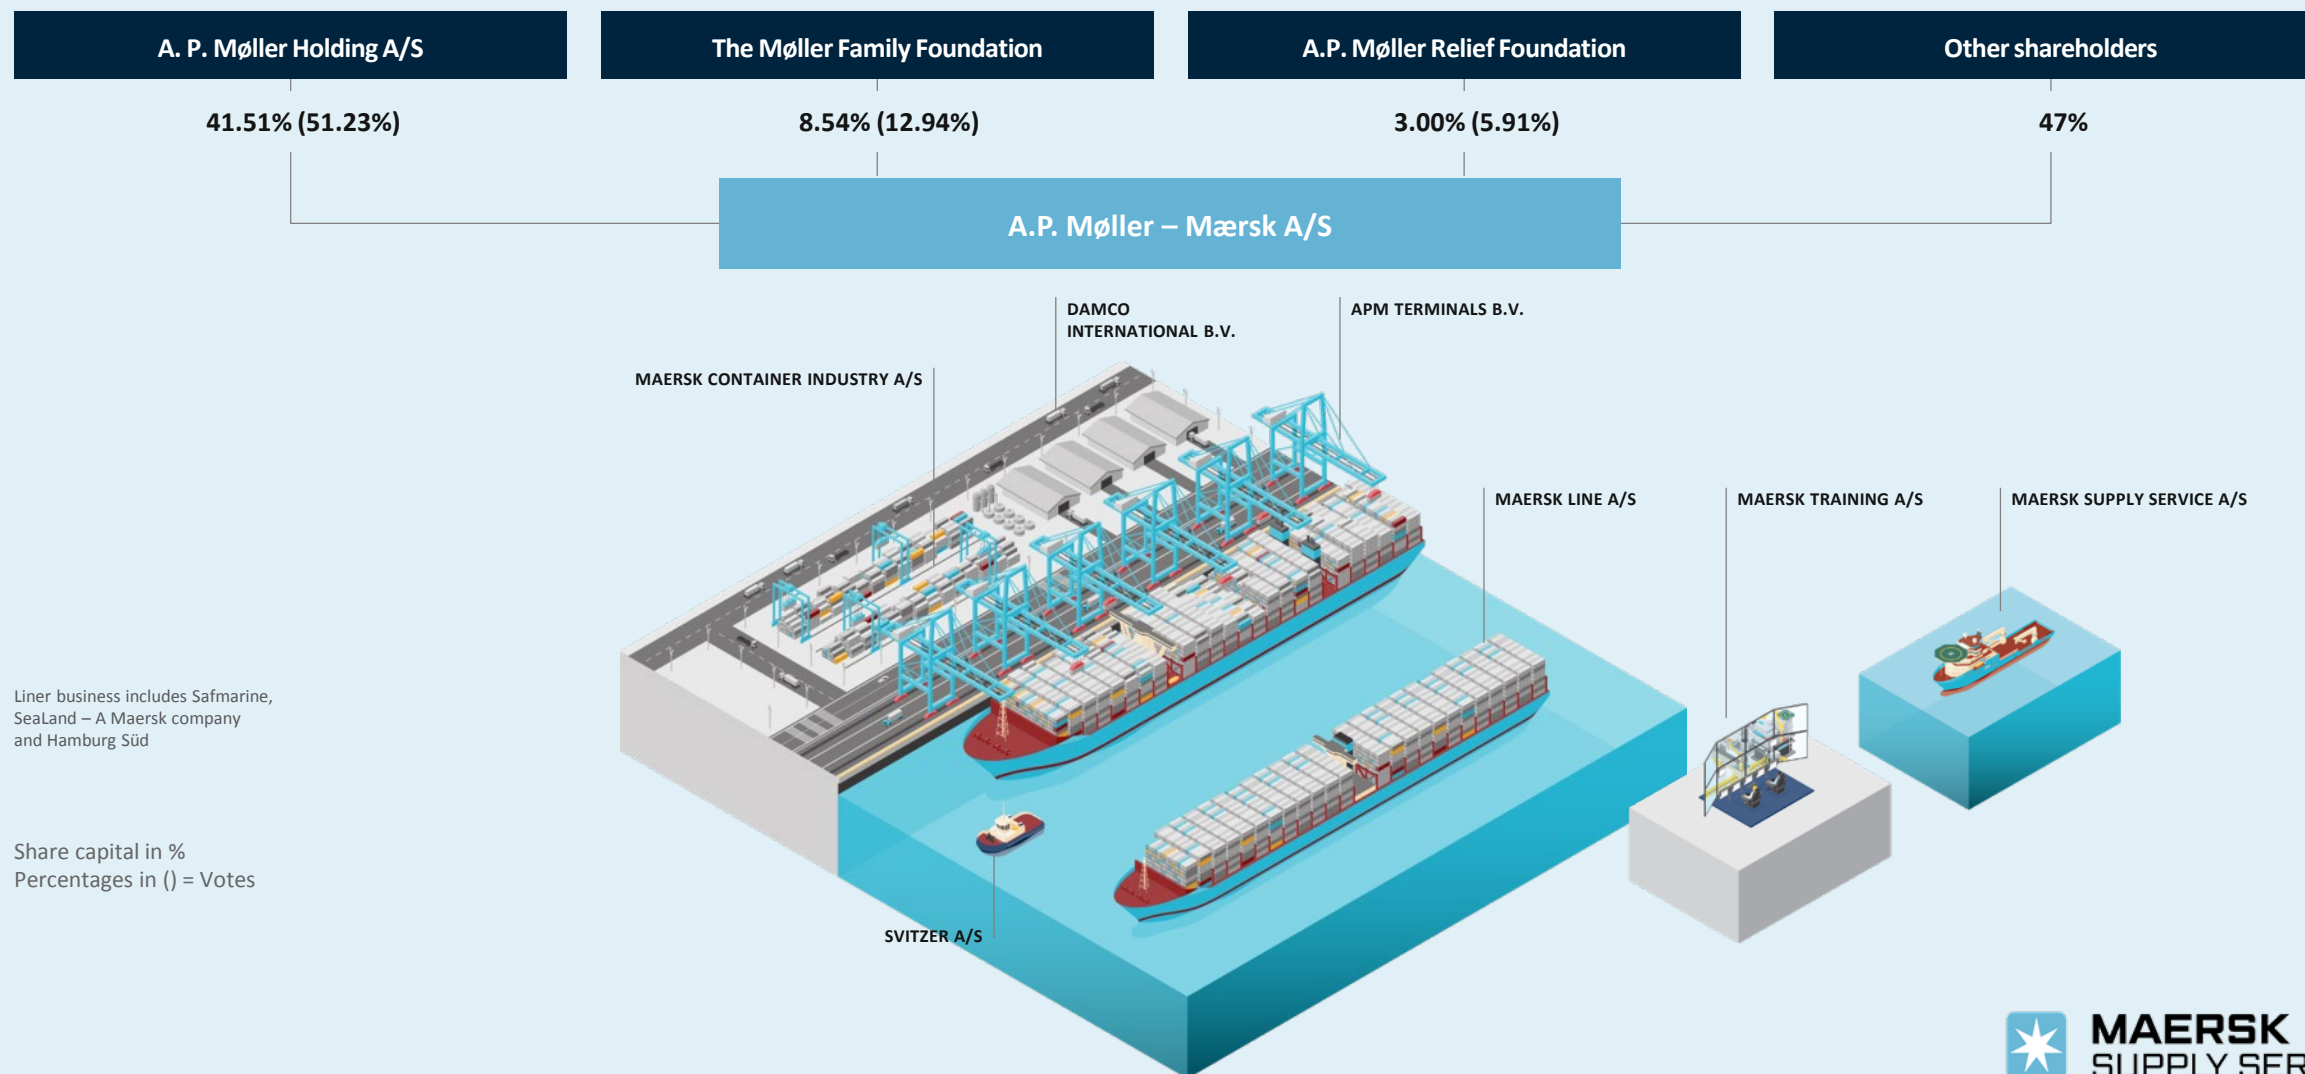 A. P. Møller Holding A/S
The Møller Family Foundation
A.P. Møller Relief Foundation
Other shareholders
41.51% (51.23%)
8.54% (12.94%)
3.00% (5.91%)
47%
A.P. Møller – Mærsk A/S
DAMCO
INTERNATIONAL B.V.
APM TERMINALS B.V.
MAERSK CONTAINER INDUSTRY A/S
MAERSK LINE A/S
MAERSK TRAINING A/S
MAERSK SUPPLY SERVICE A/S
Liner business includes Safmarine,
SeaLand – A Maersk company
and Hamburg Süd
Share capital in %
Percentages in () = Votes
SVITZER A/S
MAERSK
SUPPLY SER